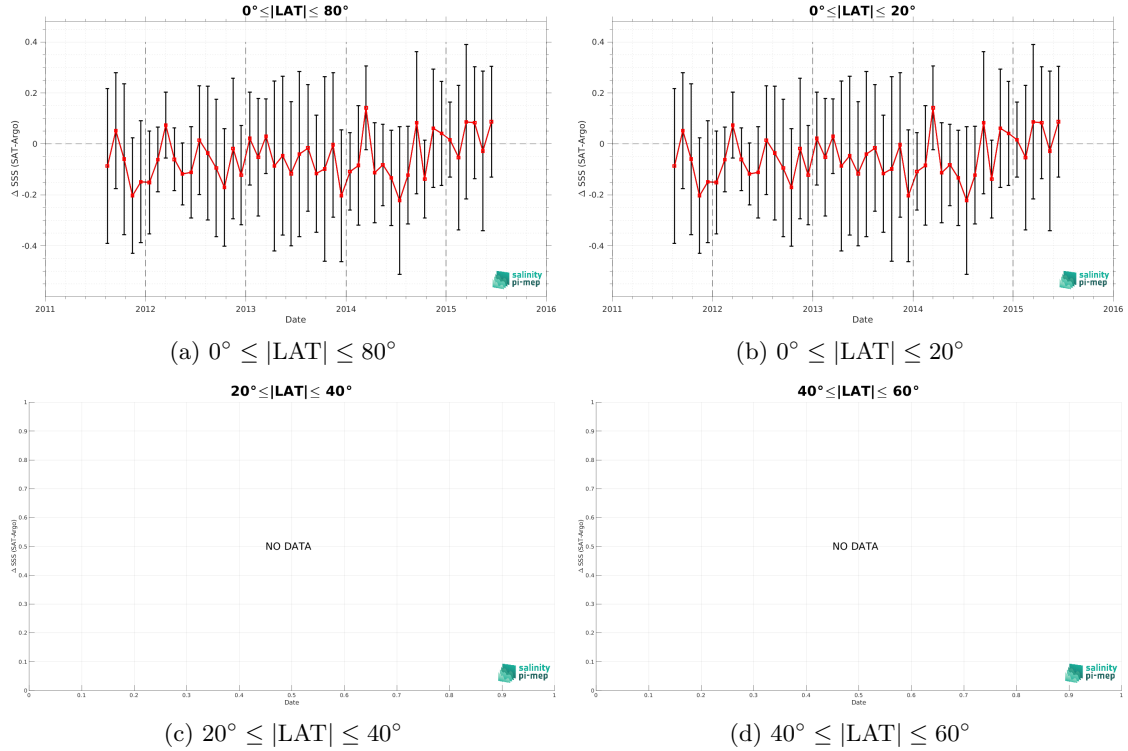 0°≤|LAT|≤ 80°
0.4
0.2
0
-0.2
-0.4
Δ SSS (SAT-Argo)
salinity
pi-mep
2011 2012 2013 2014 2015 2016
Date
(a) 0° ≤ |LAT| ≤ 80°
0°≤|LAT|≤ 20°
0.4
0.2
0
-0.2
-0.4
Δ SSS (SAT-Argo)
salinity
pi-mep
2011 2012 2013 2014 2015 2016
Date
(b) 0° ≤ |LAT| ≤ 20°
20°≤|LAT|≤ 40°
1
0.9
0.8
0.7
0.6
0.5
0.4
0.3
0.2
0.1
0
Δ SSS (SAT-Argo)
NO DATA
salinity
pi-mep
0 0.1 0.2 0.3 0.4 0.5 0.6 0.7 0.8 0.9 1
Date
(c) 20° ≤ |LAT| ≤ 40°
40°≤|LAT|≤ 60°
1
0.9
0.8
0.7
0.6
0.5
0.4
0.3
0.2
0.1
0
Δ SSS (SAT-Argo)
NO DATA
salinity
pi-mep
0 0.1 0.2 0.3 0.4 0.5 0.6 0.7 0.8 0.9 1
Date
(d) 40° ≤ |LAT| ≤ 60°